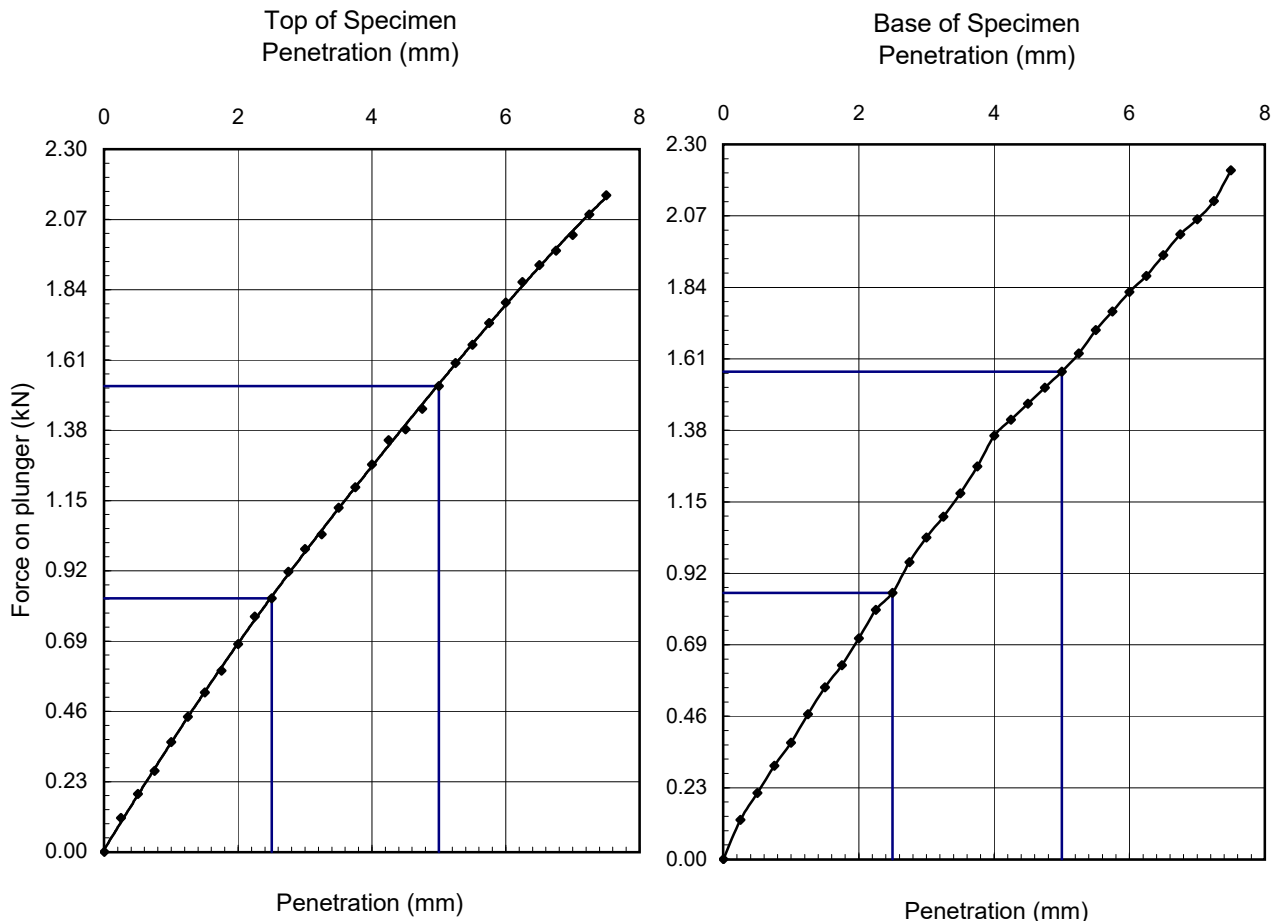 Top of Specimen
Penetration (mm)
0 2 4 6 8
2.30
2.07
1.84
1.61
1.38
1.15
0.92
0.69
0.46
0.23
0.00
Force on plunger (kN)
Penetration (mm)
Base of Specimen
Penetration (mm)
0 2 4 6 8
2.30
2.07
1.84
1.61
1.38
1.15
0.92
0.69
0.46
0.23
0.00
Penetration (mm)